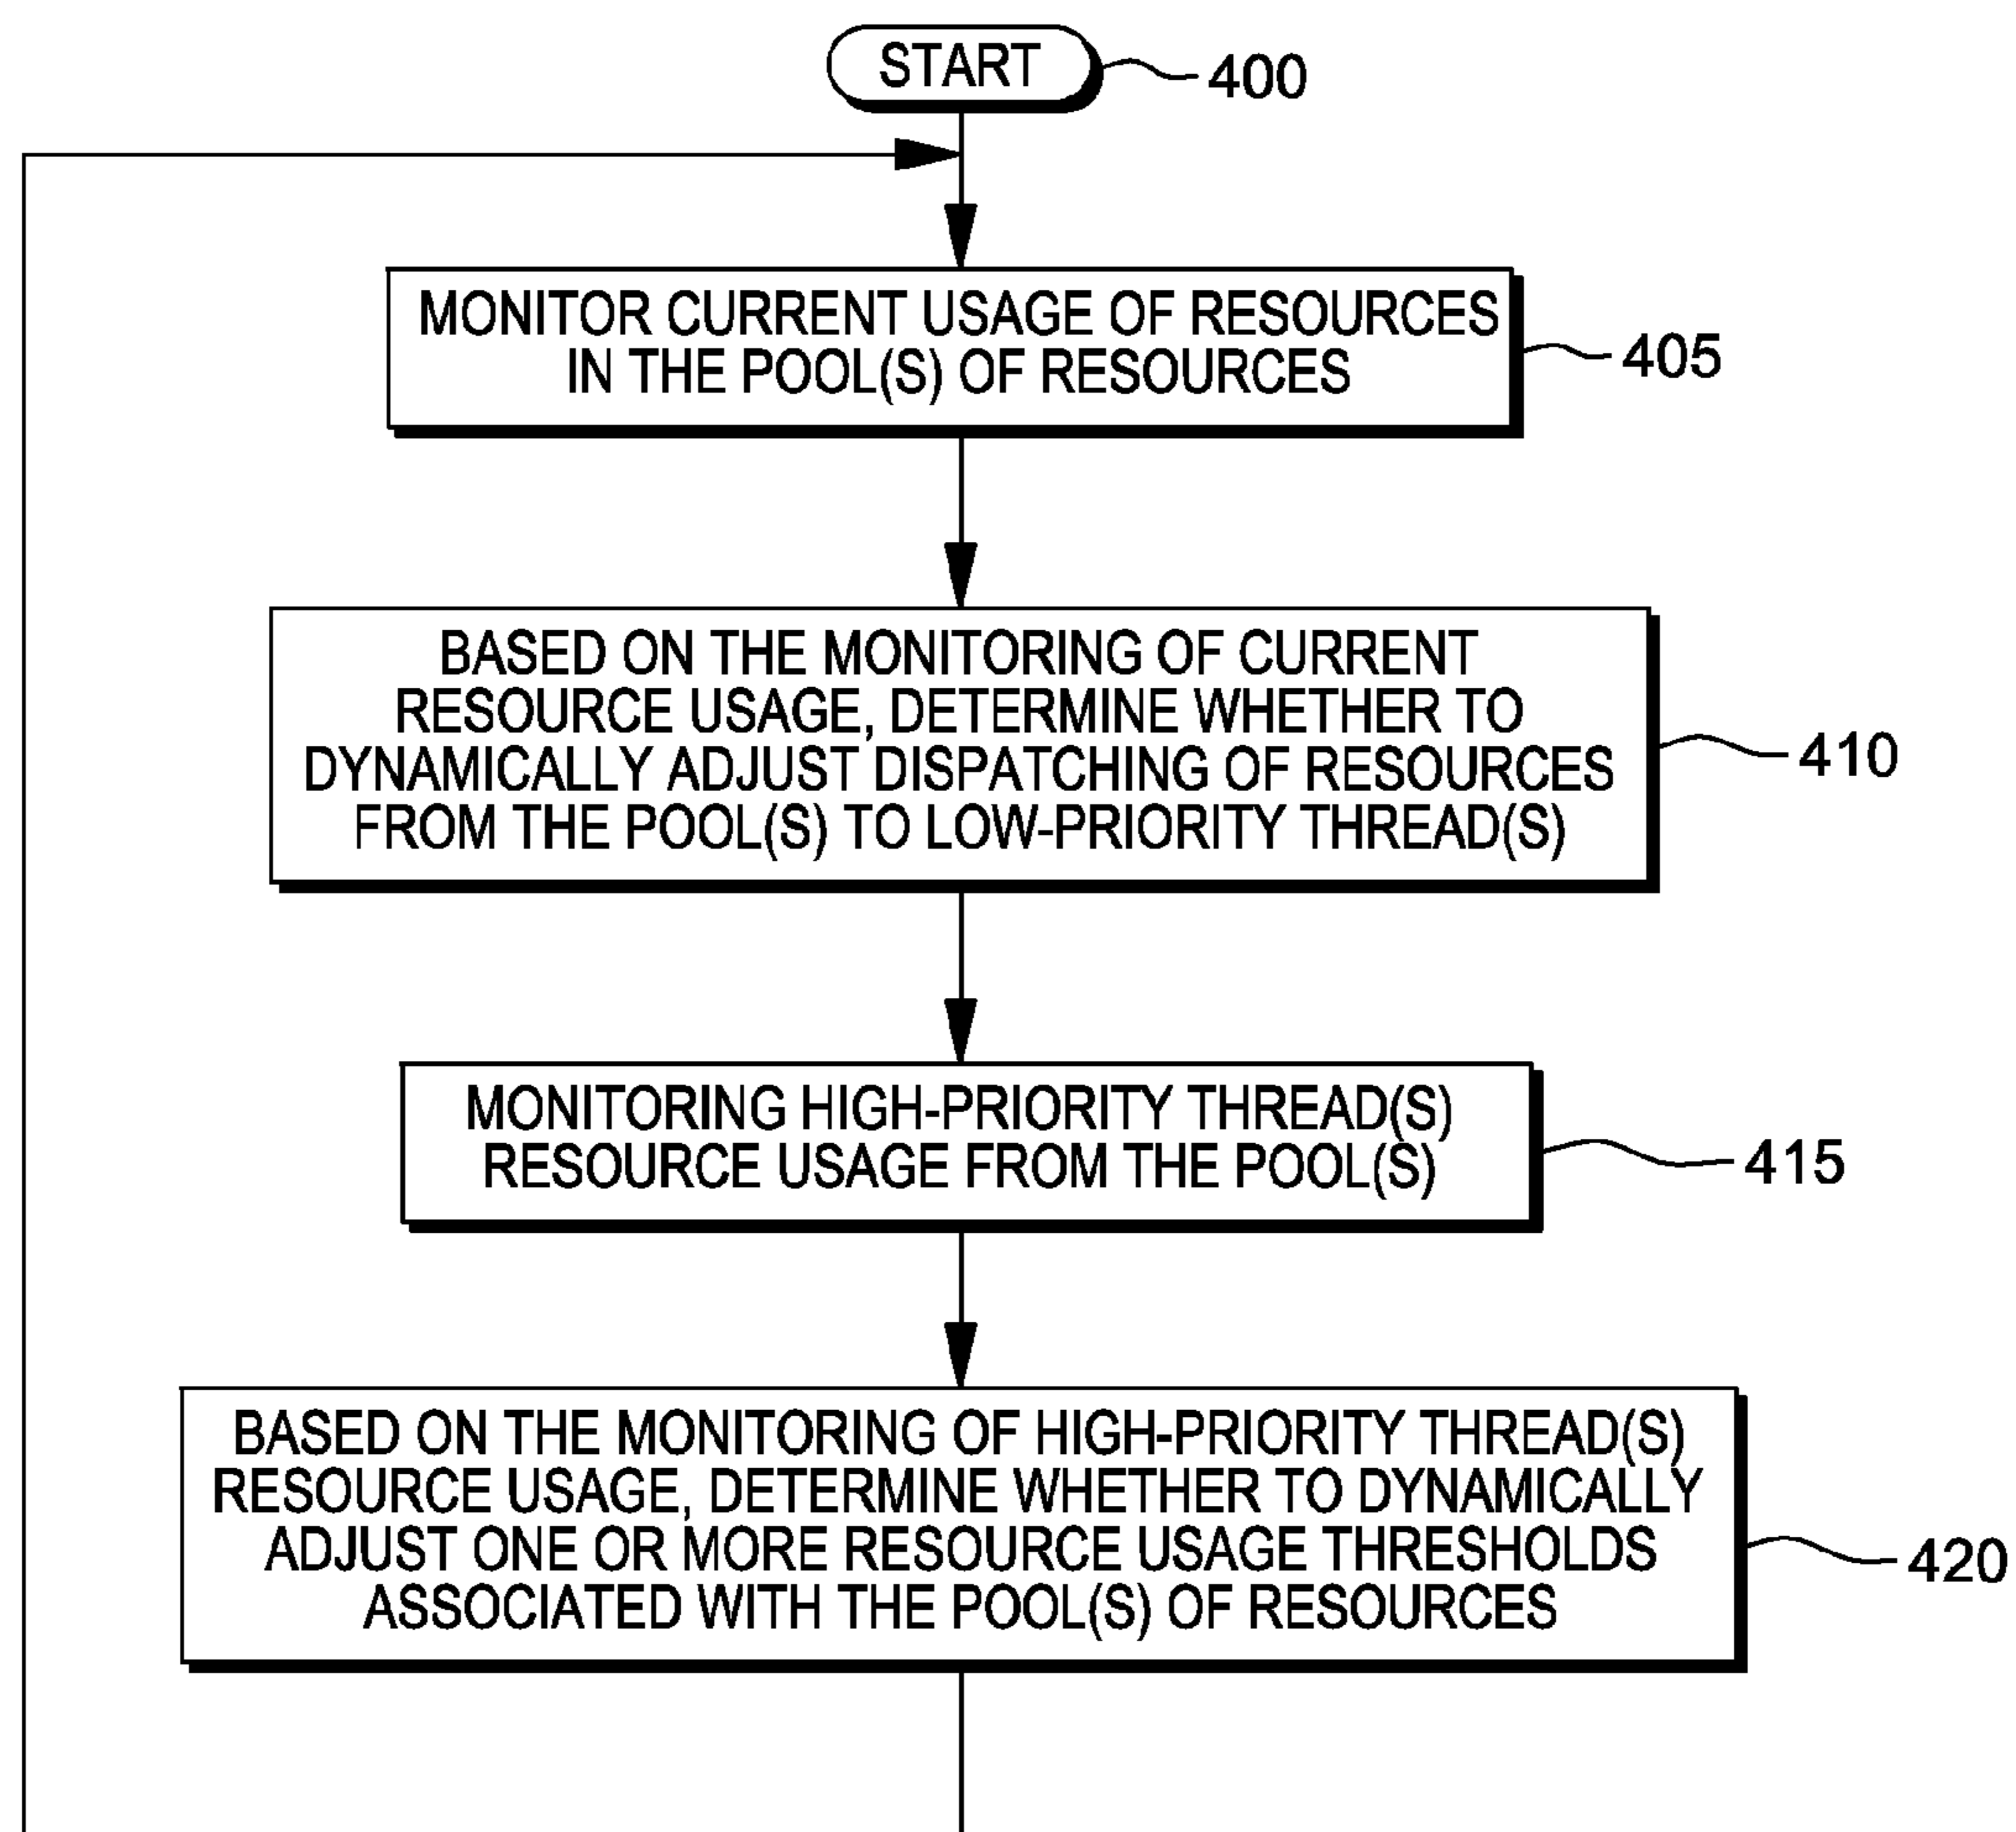 START
400
MONITOR CURRENT USAGE OF RESOURCES
IN THE POOL(S) OF RESOURCES
405
BASED ON THE MONITORING OF CURRENT
RESOURCE USAGE, DETERMINE WHETHER TO
DYNAMICALLY ADJUST DISPATCHING OF RESOURCES
FROM THE POOL(S) TO LOW-PRIORITY THREAD(S)
410
MONITORING HIGH-PRIORITY THREAD(S)
RESOURCE USAGE FROM THE POOL(S)
415
BASED ON THE MONITORING OF HIGH-PRIORITY THREAD(S)
RESOURCE USAGE, DETERMINE WHETHER TO DYNAMICALLY
ADJUST ONE OR MORE RESOURCE USAGE THRESHOLDS
ASSOCIATED WITH THE POOL(S) OF RESOURCES
420